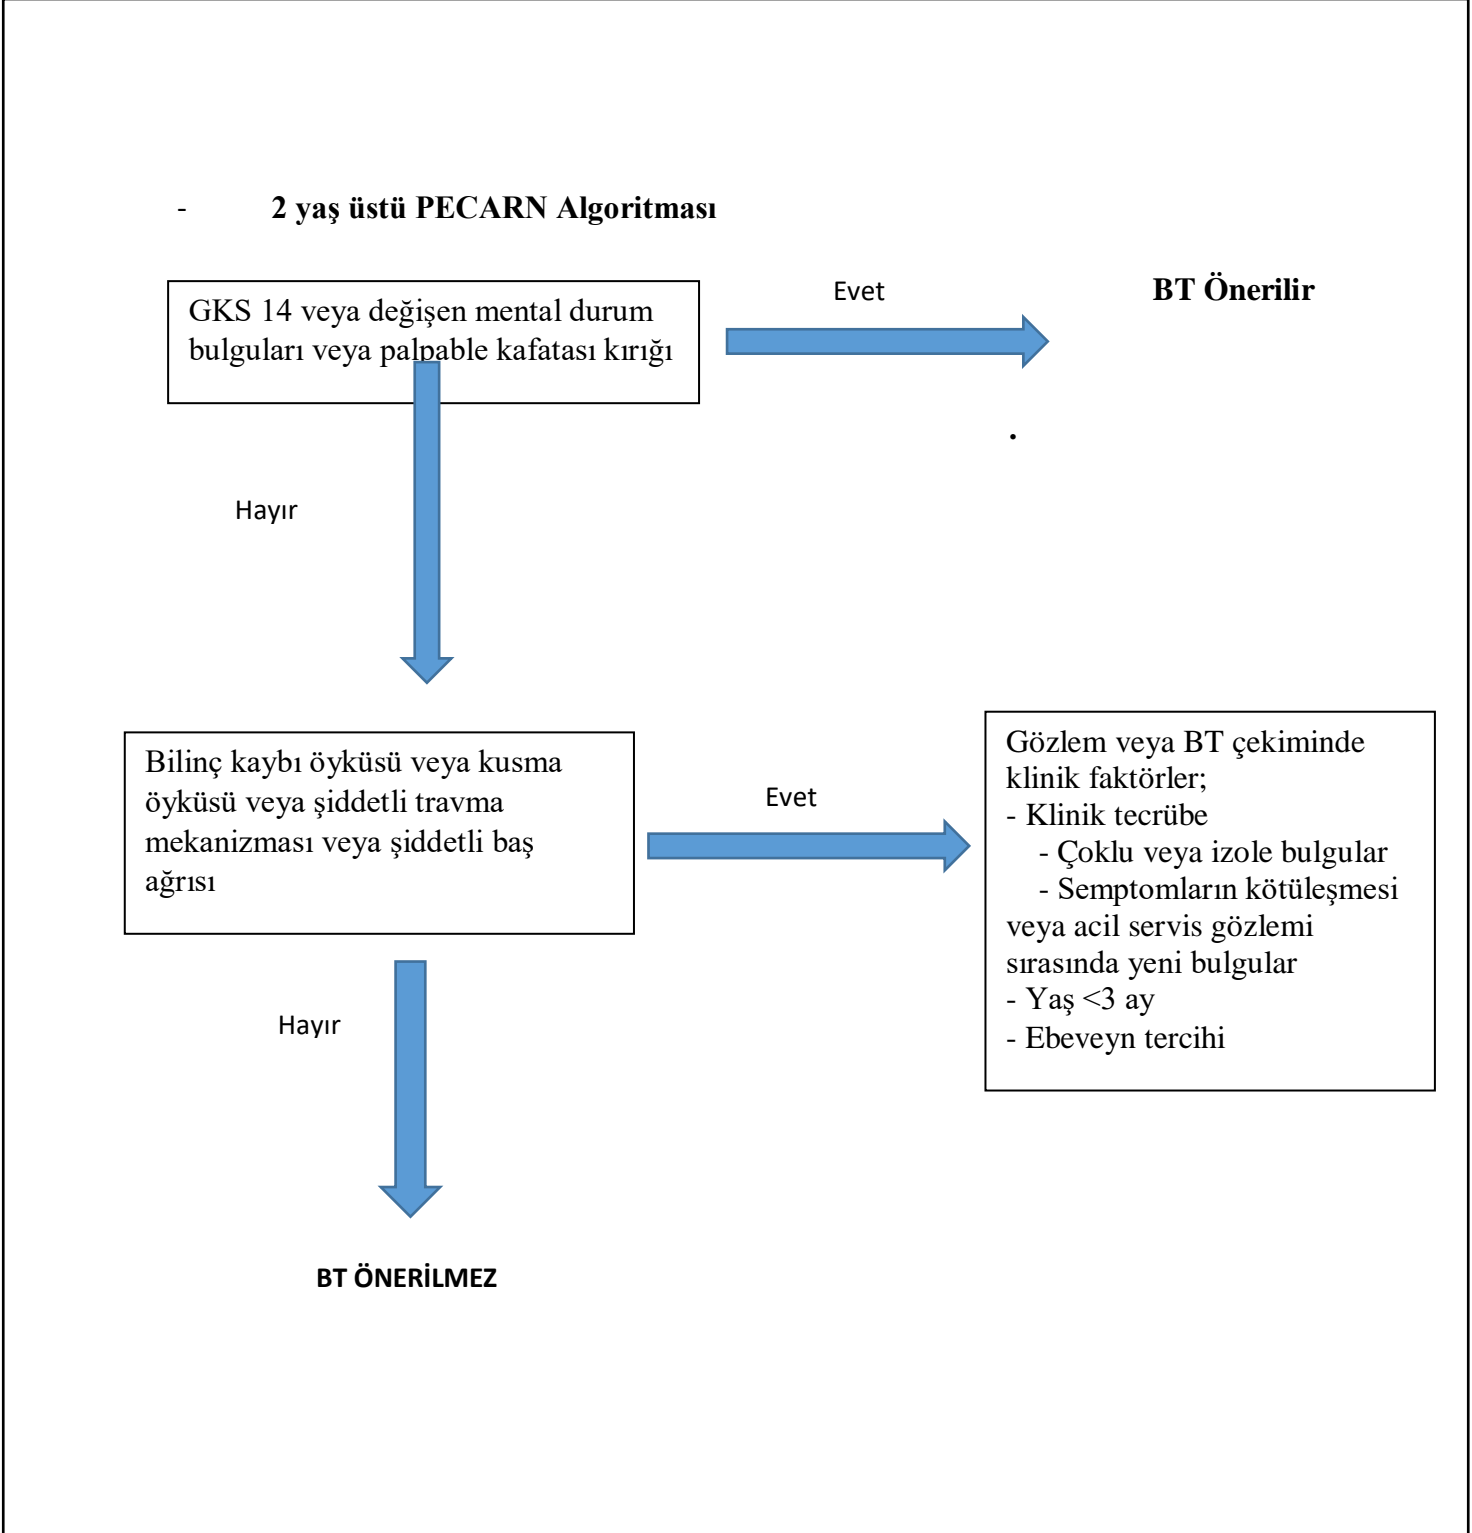 - 2 yaş üstü PECARN Algoritması
GKS 14 veya değişen mental durum
bulguları veya palpable kafatası kırığı
Evet
BT Önerilir
.
Hayır
Bilinç kaybı öyküsü veya kusma
öyküsü veya şiddetli travma
mekanizması veya şiddetli baş
ağrısı
Evet
Gözlem veya BT çekiminde
klinik faktörler;
- Klinik tecrübe
- Çoklu veya izole bulgular
- Semptomların kötüleşmesi
veya acil servis gözlemi
sırasında yeni bulgular
- Yaş <3 ay
- Ebeveyn tercihi
Hayır
BT ÖNERİLMEZ